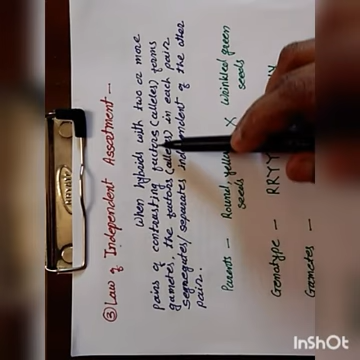 ③ Law of Independent Assortment -
When hybrids with two or more
pairs of contrasting factors (alleles) forms
gametes, the factors (alleles) in each pair
segregates/separates independent of the other
pair.
Parents - Round, yellow X Wrinkled green
seeds seeds
Genotype - RRYY
Gametes -
InShOt